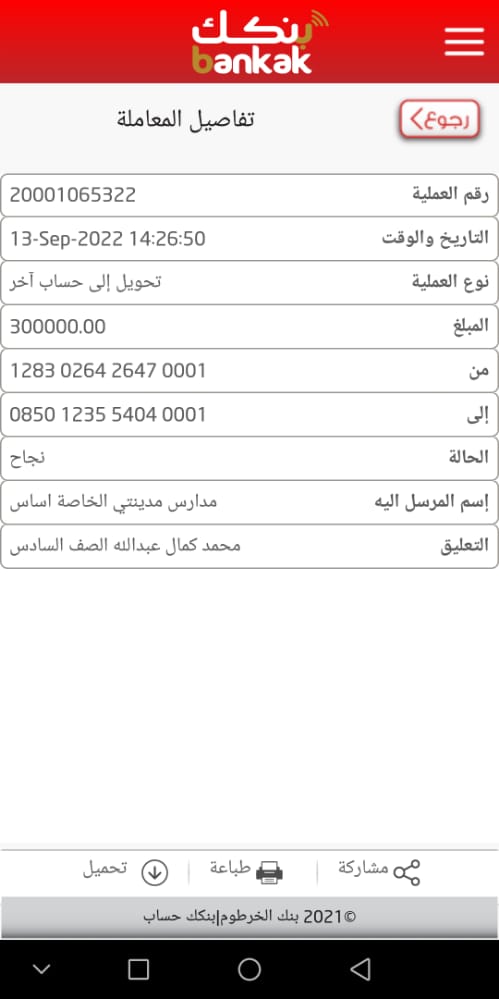 بنكك
bankak
رجوع
تفاصيل المعاملة
رقم العملية 20001065322
التاريخ والوقت 13-Sep-2022 14:26:50
نوع العملية تحويل إلى حساب آخر
المبلغ 300000.00
من 1283 0264 2647 0001
إلى 0850 1235 5404 0001
الحالة نجاح
إسم المرسل اليه مدارس مدينتي الخاصة اساس
التعليق محمد كمال عبدالله الصف السادس
مشاركة طباعة تحميل
©2021 بنك الخرطوم|بنكك حساب